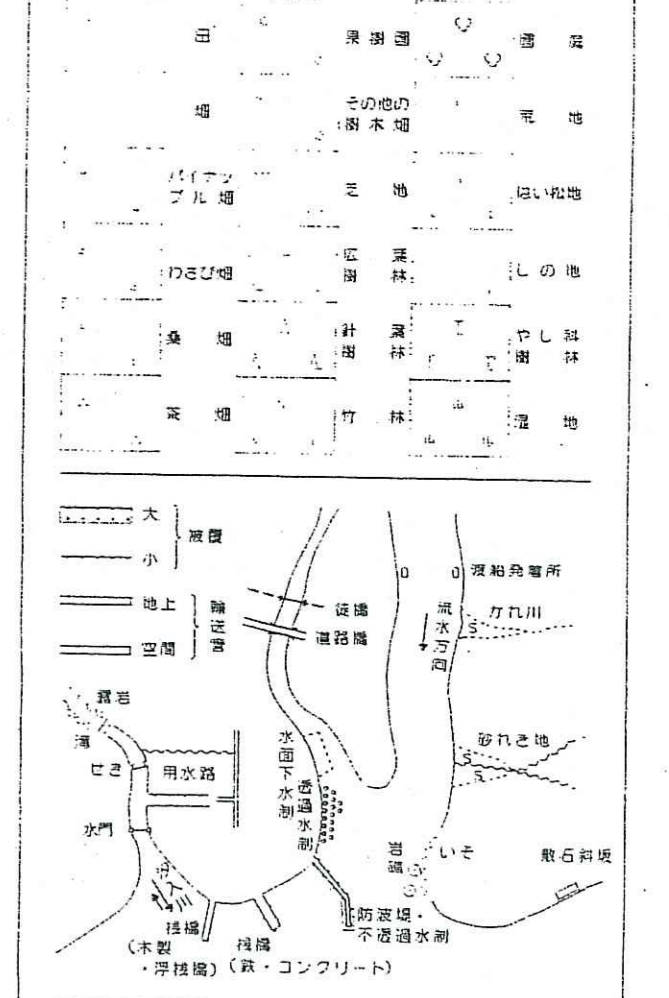 田
果樹園
畑
その他の
樹木畑
荒地
パイナッ
プル畑
芝地
はい松地
わさび畑
広葉
樹林
しの地
桑畑
針葉
樹林
やし科
樹林
茶畑
竹林
湿地
大
被覆
小
地上
輸送管
空間
徒橋
道路橋
渡船発着所
流水方向
かれ川
露岩
滝
せき
用水路
水門
水面下水制
透過水制
砂れき地
岩礁
いそ
敷石斜坂
桟橋
(木製
・浮桟橋)
桟橋
(鉄・コンクリート)
防波堤・
不透過水制